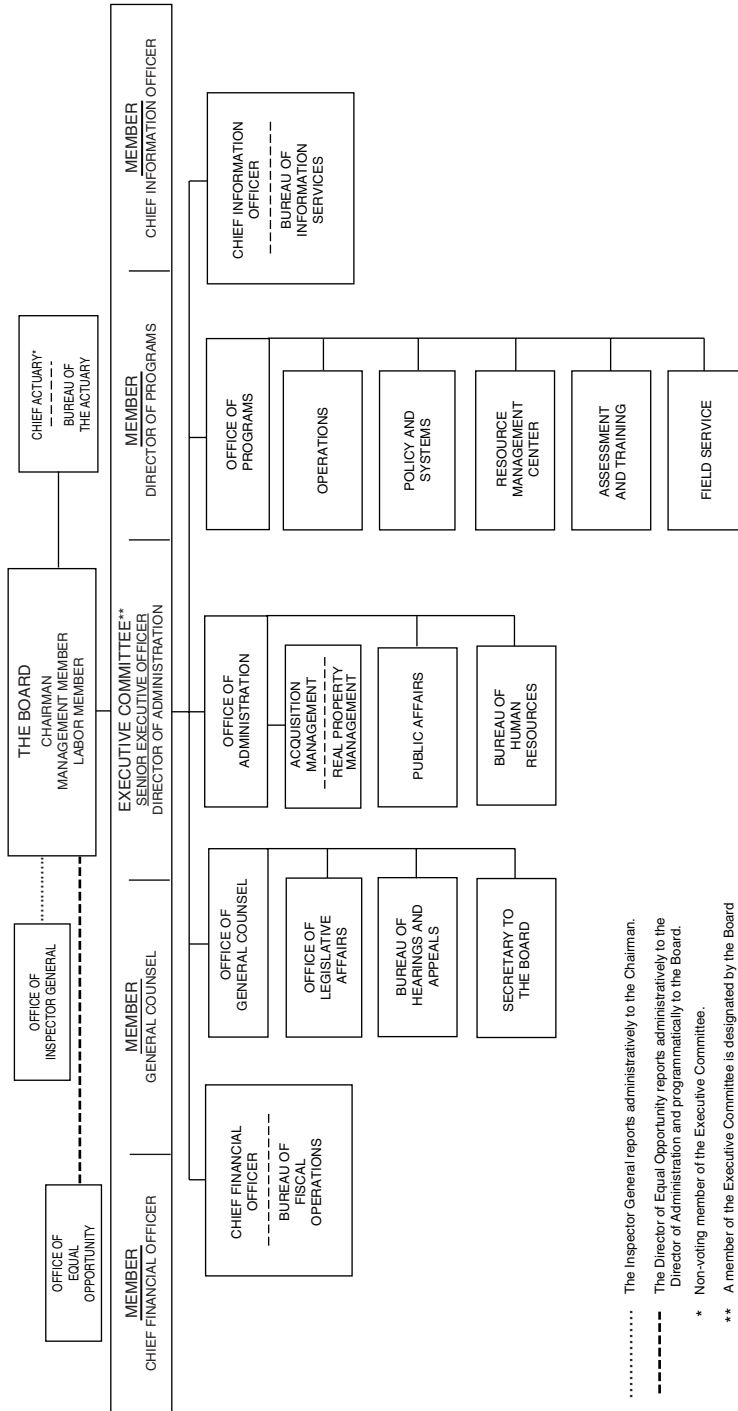 THE BOARD
CHAIRMAN
MANAGEMENT MEMBER
LABOR MEMBER
OFFICE OF
EQUAL
OPPORTUNITY
OFFICE OF
INSPECTOR GENERAL
CHIEF ACTUARY*
BUREAU OF
THE ACTUARY
MEMBER
CHIEF FINANCIAL OFFICER
MEMBER
GENERAL COUNSEL
EXECUTIVE COMMITTEE**
SENIOR EXECUTIVE OFFICER
DIRECTOR OF ADMINISTRATION
MEMBER
DIRECTOR OF PROGRAMS
MEMBER
CHIEF INFORMATION OFFICER
CHIEF FINANCIAL
OFFICER
BUREAU OF
FISCAL
OPERATIONS
OFFICE OF
GENERAL COUNSEL
OFFICE OF
LEGISLATIVE
AFFAIRS
BUREAU OF
HEARINGS AND
APPEALS
SECRETARY TO
THE BOARD
OFFICE OF
ADMINISTRATION
ACQUISITION
MANAGEMENT
REAL PROPERTY
MANAGEMENT
PUBLIC AFFAIRS
BUREAU OF
HUMAN
RESOURCES
OFFICE OF
PROGRAMS
OPERATIONS
POLICY AND
SYSTEMS
RESOURCE
MANAGEMENT
CENTER
ASSESSMENT
AND TRAINING
FIELD SERVICE
CHIEF INFORMATION
OFFICER
BUREAU OF
INFORMATION
SERVICES
The Inspector General reports administratively to the Chairman.
The Director of Equal Opportunity reports administratively to the
Director of Administration and programmatically to the Board.
* Non-voting member of the Executive Committee.
** A member of the Executive Committee is designated by the Board